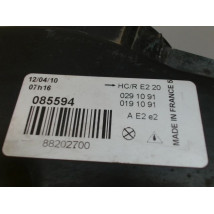 12/04/10
07h16
→ HC/R E2 20
029 10 91
019 10 91
085594
A E2 e2
88202700
MADE IN FRANCE